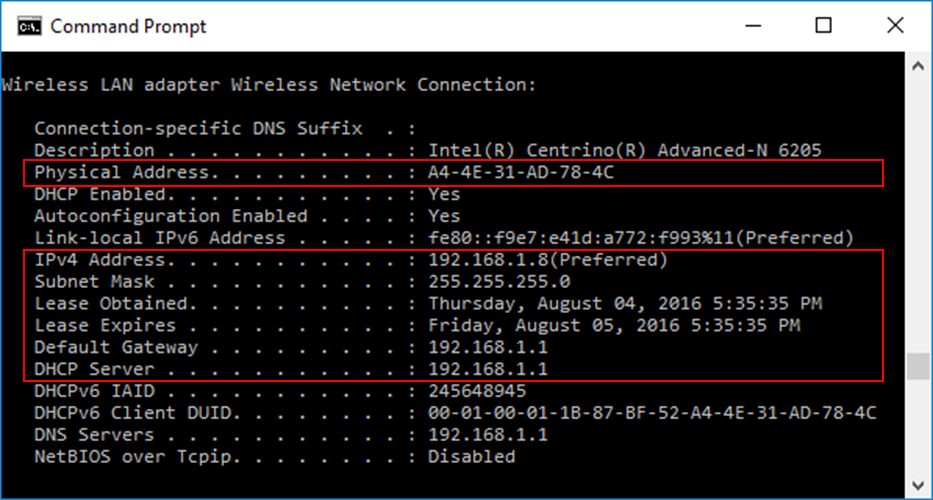 Command Prompt
Wireless LAN adapter Wireless Network Connection:
Connection-specific DNS Suffix  . :
Description . . . . . . . . . . . : Intel(R) Centrino(R) Advanced-N 6205
Physical Address. . . . . . . . . : A4-4E-31-AD-78-4C
DHCP Enabled. . . . . . . . . . . : Yes
Autoconfiguration Enabled . . . . : Yes
Link-local IPv6 Address . . . . . : fe80::f9e7:e41d:a772:f993%11(Preferred)
IPv4 Address. . . . . . . . . . . : 192.168.1.8(Preferred)
Subnet Mask . . . . . . . . . . . : 255.255.255.0
Lease Obtained. . . . . . . . . . : Thursday, August 04, 2016 5:35:35 PM
Lease Expires . . . . . . . . . . : Friday, August 05, 2016 5:35:35 PM
Default Gateway . . . . . . . . . : 192.168.1.1
DHCP Server . . . . . . . . . . . : 192.168.1.1
DHCPv6 IAID . . . . . . . . . . . : 245648945
DHCPv6 Client DUID. . . . . . . . : 00-01-00-01-1B-87-BF-52-A4-4E-31-AD-78-4C
DNS Servers . . . . . . . . . . . : 192.168.1.1
NetBIOS over Tcpip. . . . . . . . : Disabled